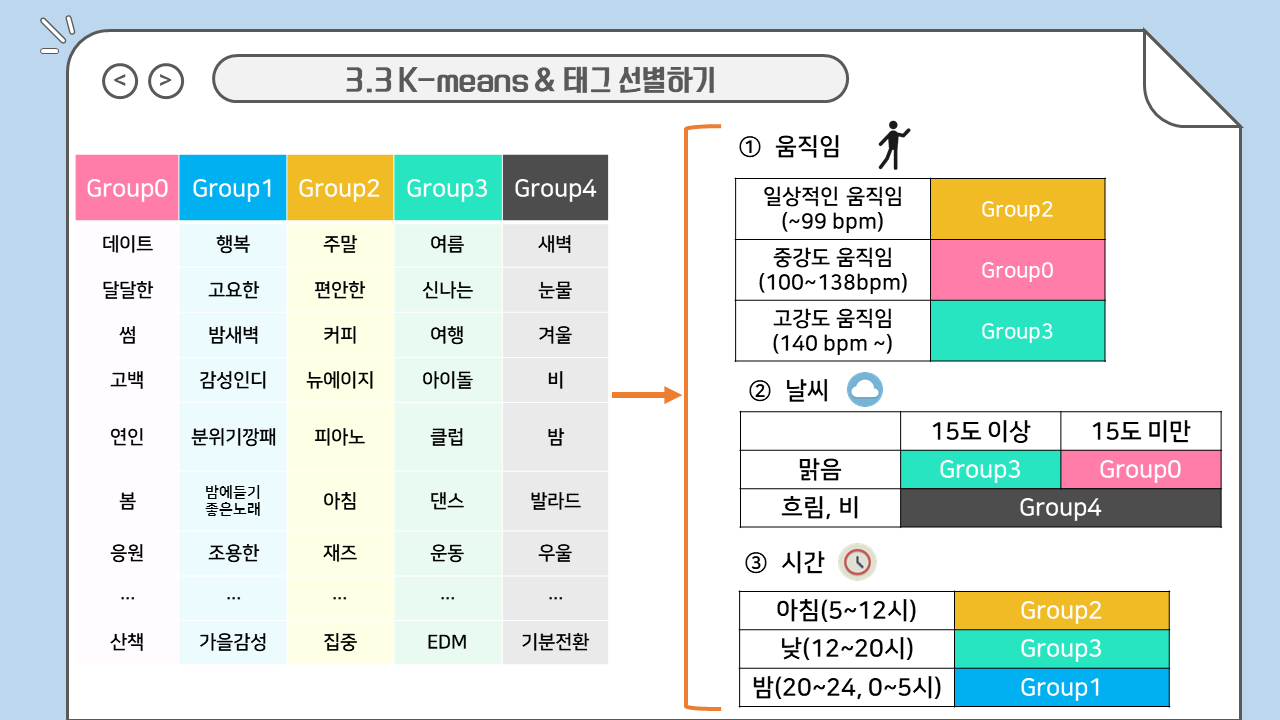 < >
3.3 K-means & 태그 선별하기
Group0 Group1 Group2 Group3 Group4
데이트 행복 주말 여름 새벽
달달한 고요한 편안한 신나는 눈물
썸 밤새벽 커피 여행 겨울
고백 감성인디 뉴에이지 아이돌 비
연인 분위기깡패 피아노 클럽 밤
봄 밤에듣기 아침 댄스 발라드
좋은노래
응원 조용한 재즈 운동 우울
... ... ... ... ...
산책 가을감성 집중 EDM 기분전환
① 움직임
일상적인 움직임
(~99 bpm) Group2
중강도 움직임
(100~138bpm) Group0
고강도 움직임
(140 bpm ~) Group3
② 날씨
15도 이상 15도 미만
맑음 Group3 Group0
흐림, 비 Group4
③ 시간
아침(5~12시) Group2
낮(12~20시) Group3
밤(20~24, 0~5시) Group1